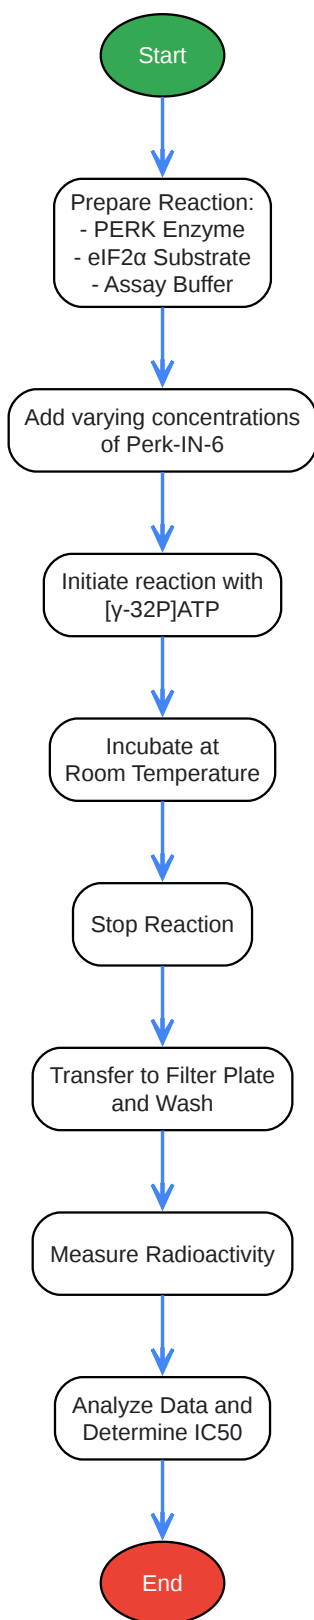 Start
Prepare Reaction:
- PERK Enzyme
- eIF2α Substrate
- Assay Buffer
Add varying concentrations
of Perk-IN-6
Initiate reaction with
[γ-32P]ATP
Incubate at
Room Temperature
Stop Reaction
Transfer to Filter Plate
and Wash
Measure Radioactivity
Analyze Data and
Determine IC50
End